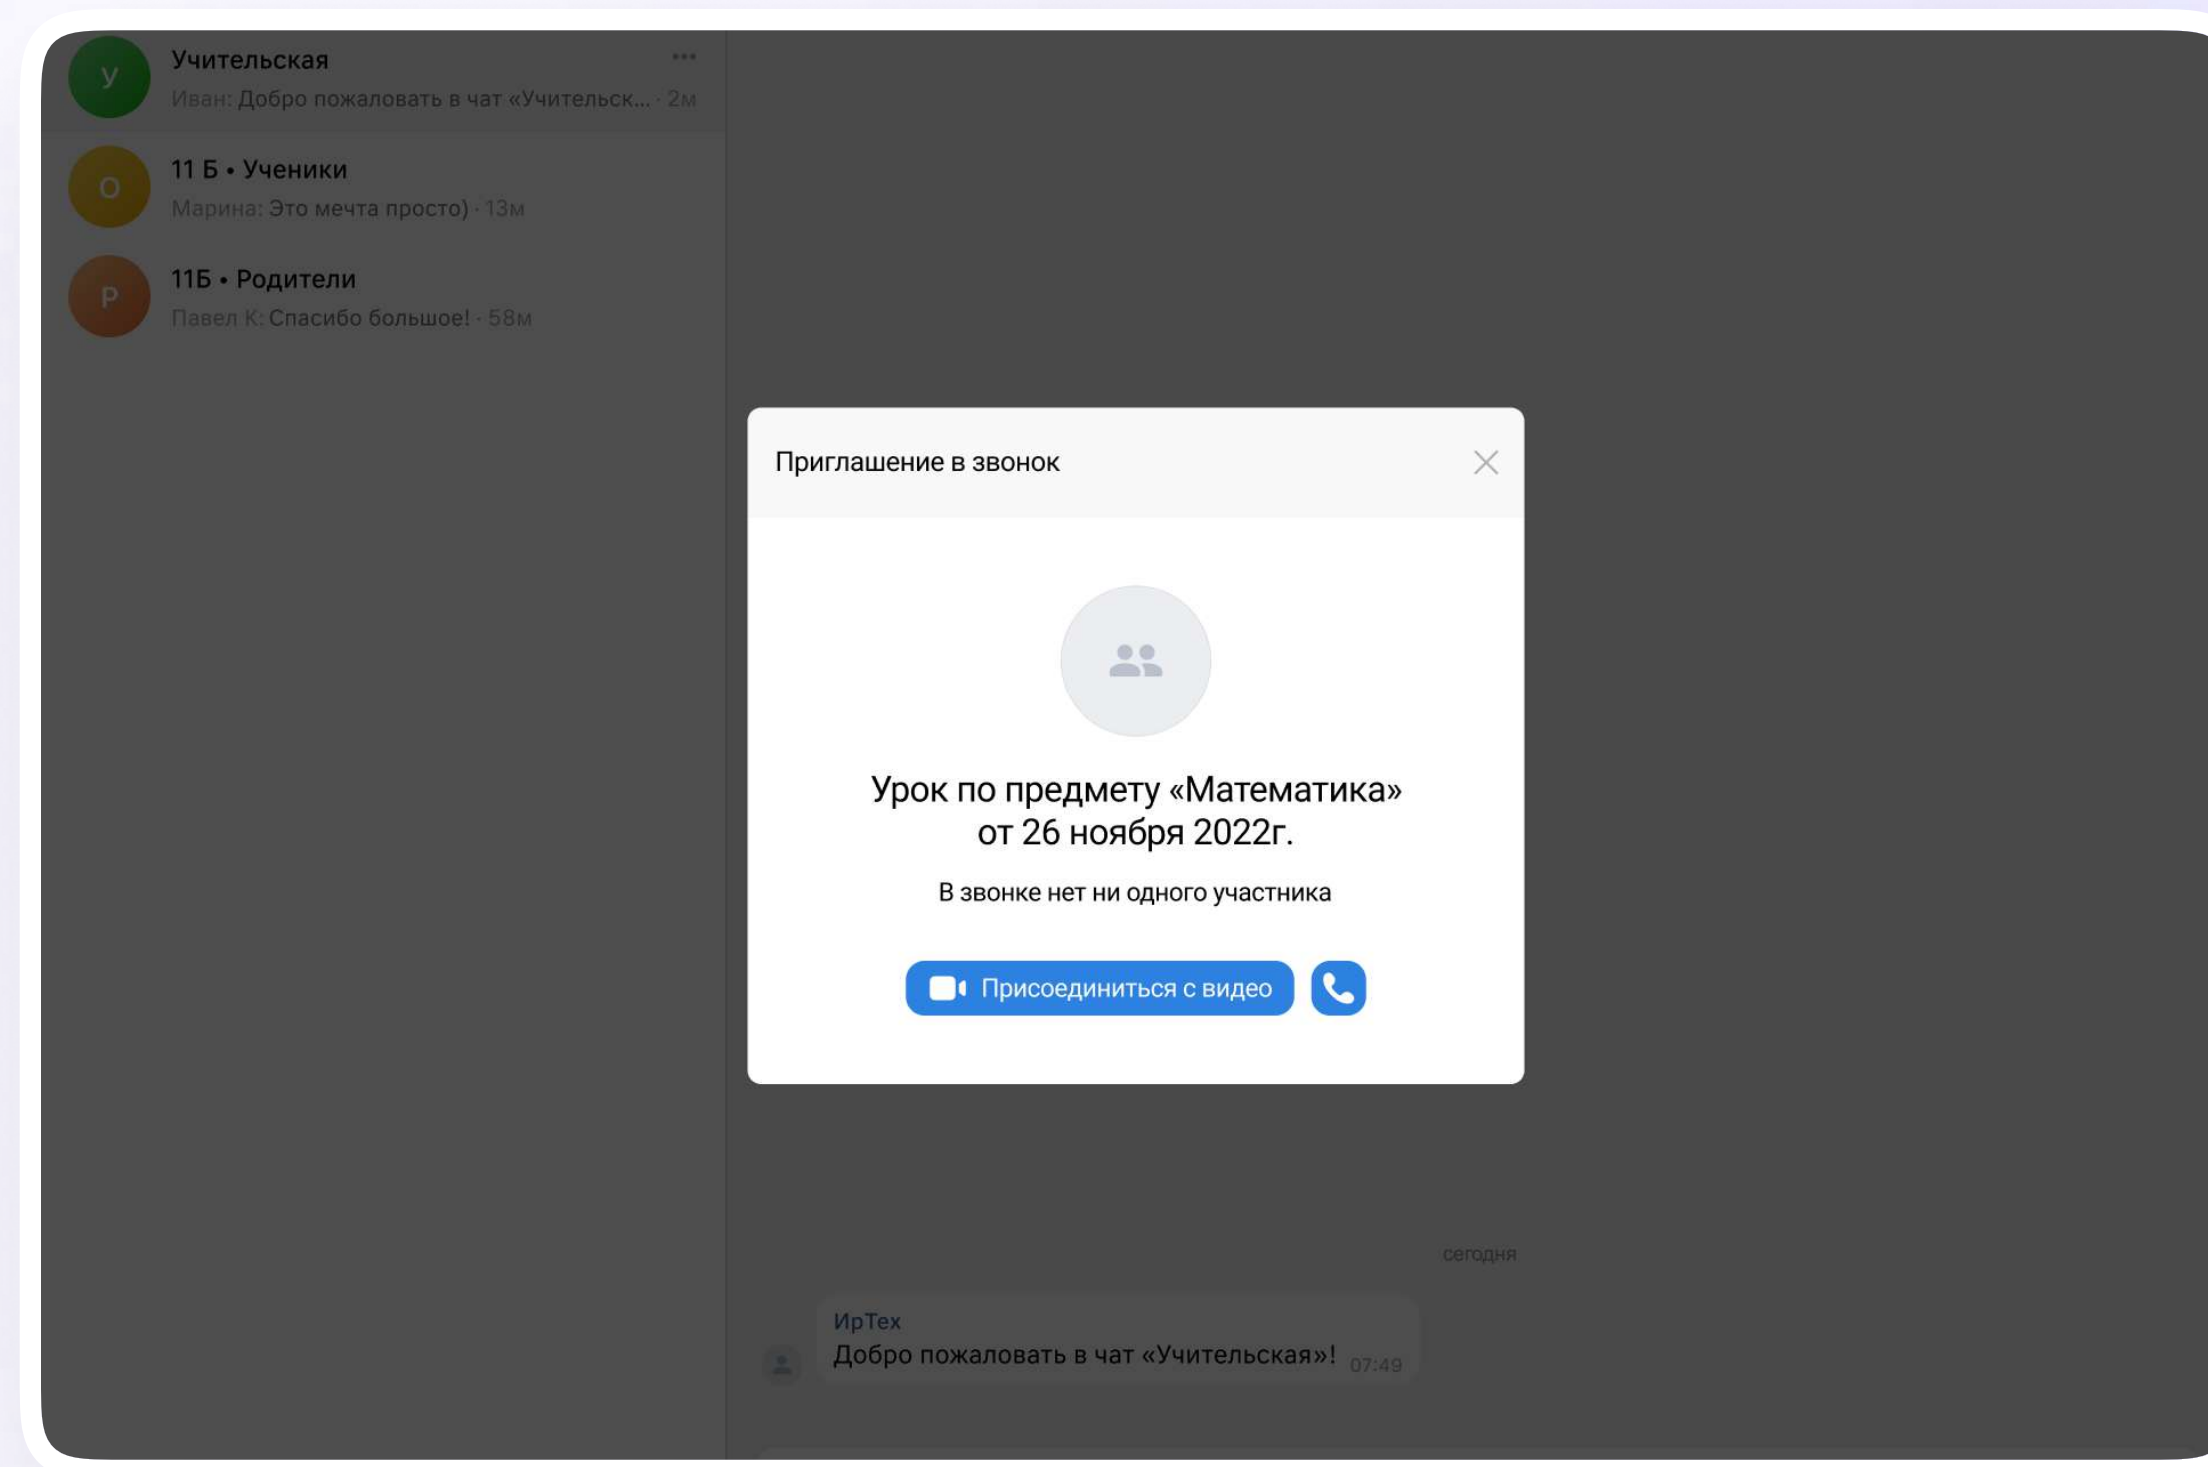 У
Учительская
Иван: Добро пожаловать в чат «Учительск... · 2м
О
11 Б • Ученики
Марина: Это мечта просто) · 13м
Р
11Б • Родители
Павел К: Спасибо большое! · 58м
Приглашение в звонок
Урок по предмету «Математика»
от 26 ноября 2022г.
В звонке нет ни одного участника
Присоединиться с видео
сегодня
ИрТех
Добро пожаловать в чат «Учительская»! 07:49